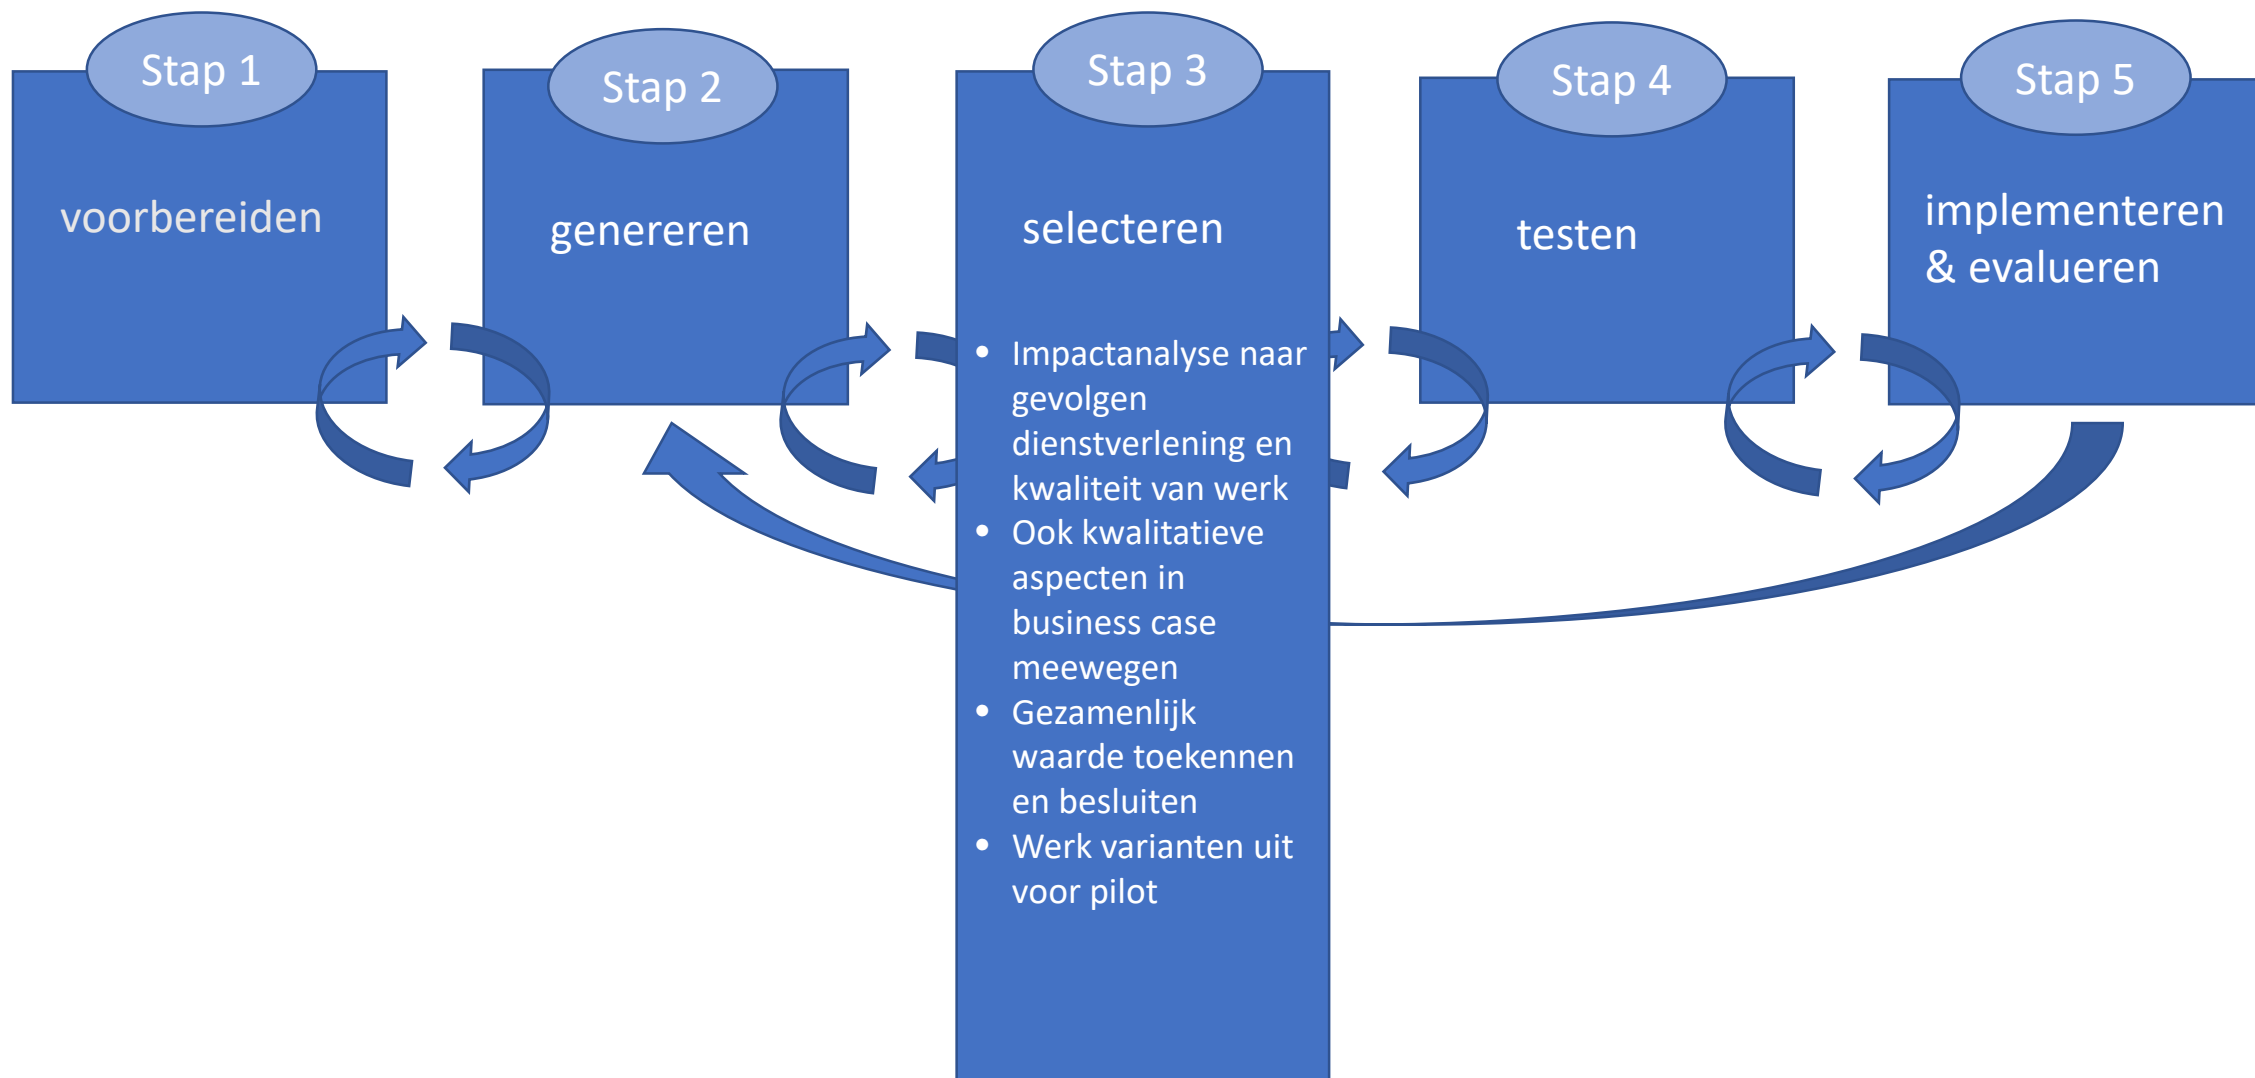 Stap 1
voorbereiden
Stap 2
genereren
Stap 3
selecteren
• Impactanalyse naar
gevolgen
dienstverlening en
kwaliteit van werk
• Ook kwalitatieve
aspecten in
business case
meewegen
• Gezamenlijk
waarde toekennen
en besluiten
• Werk varianten uit
voor pilot
Stap 4
testen
Stap 5
implementeren
& evalueren